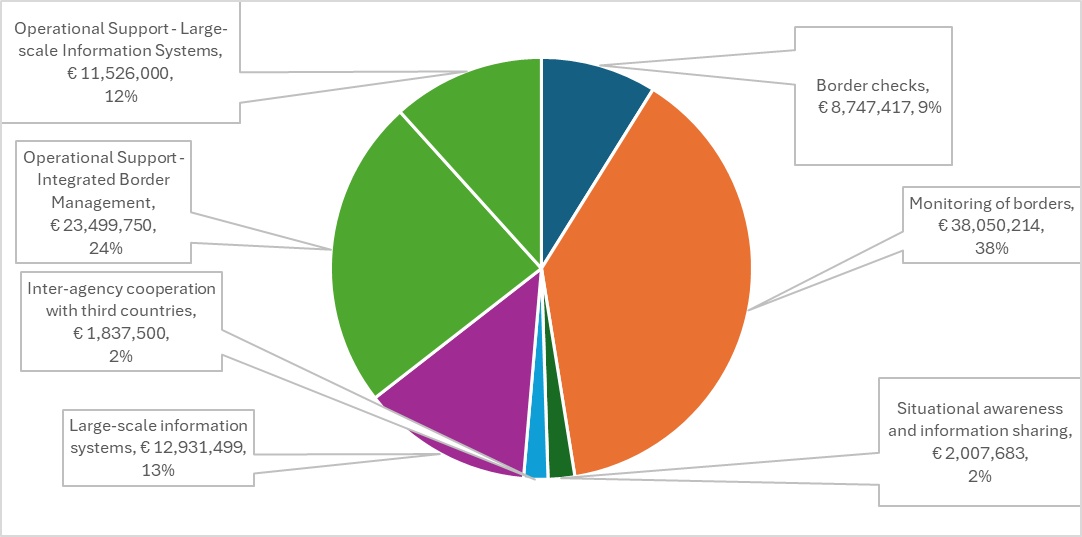 Operational Support - Large-
scale Information Systems,
€ 11,526,000,
12%
Border checks,
€ 8,747,417, 9%
Operational Support -
Integrated Border
Management,
€ 23,499,750,
24%
Monitoring of borders,
€ 38,050,214,
38%
Inter-agency cooperation
with third countries,
€ 1,837,500,
2%
Large-scale information
systems, € 12,931,499,
13%
Situational awareness
and information sharing,
€ 2,007,683,
2%